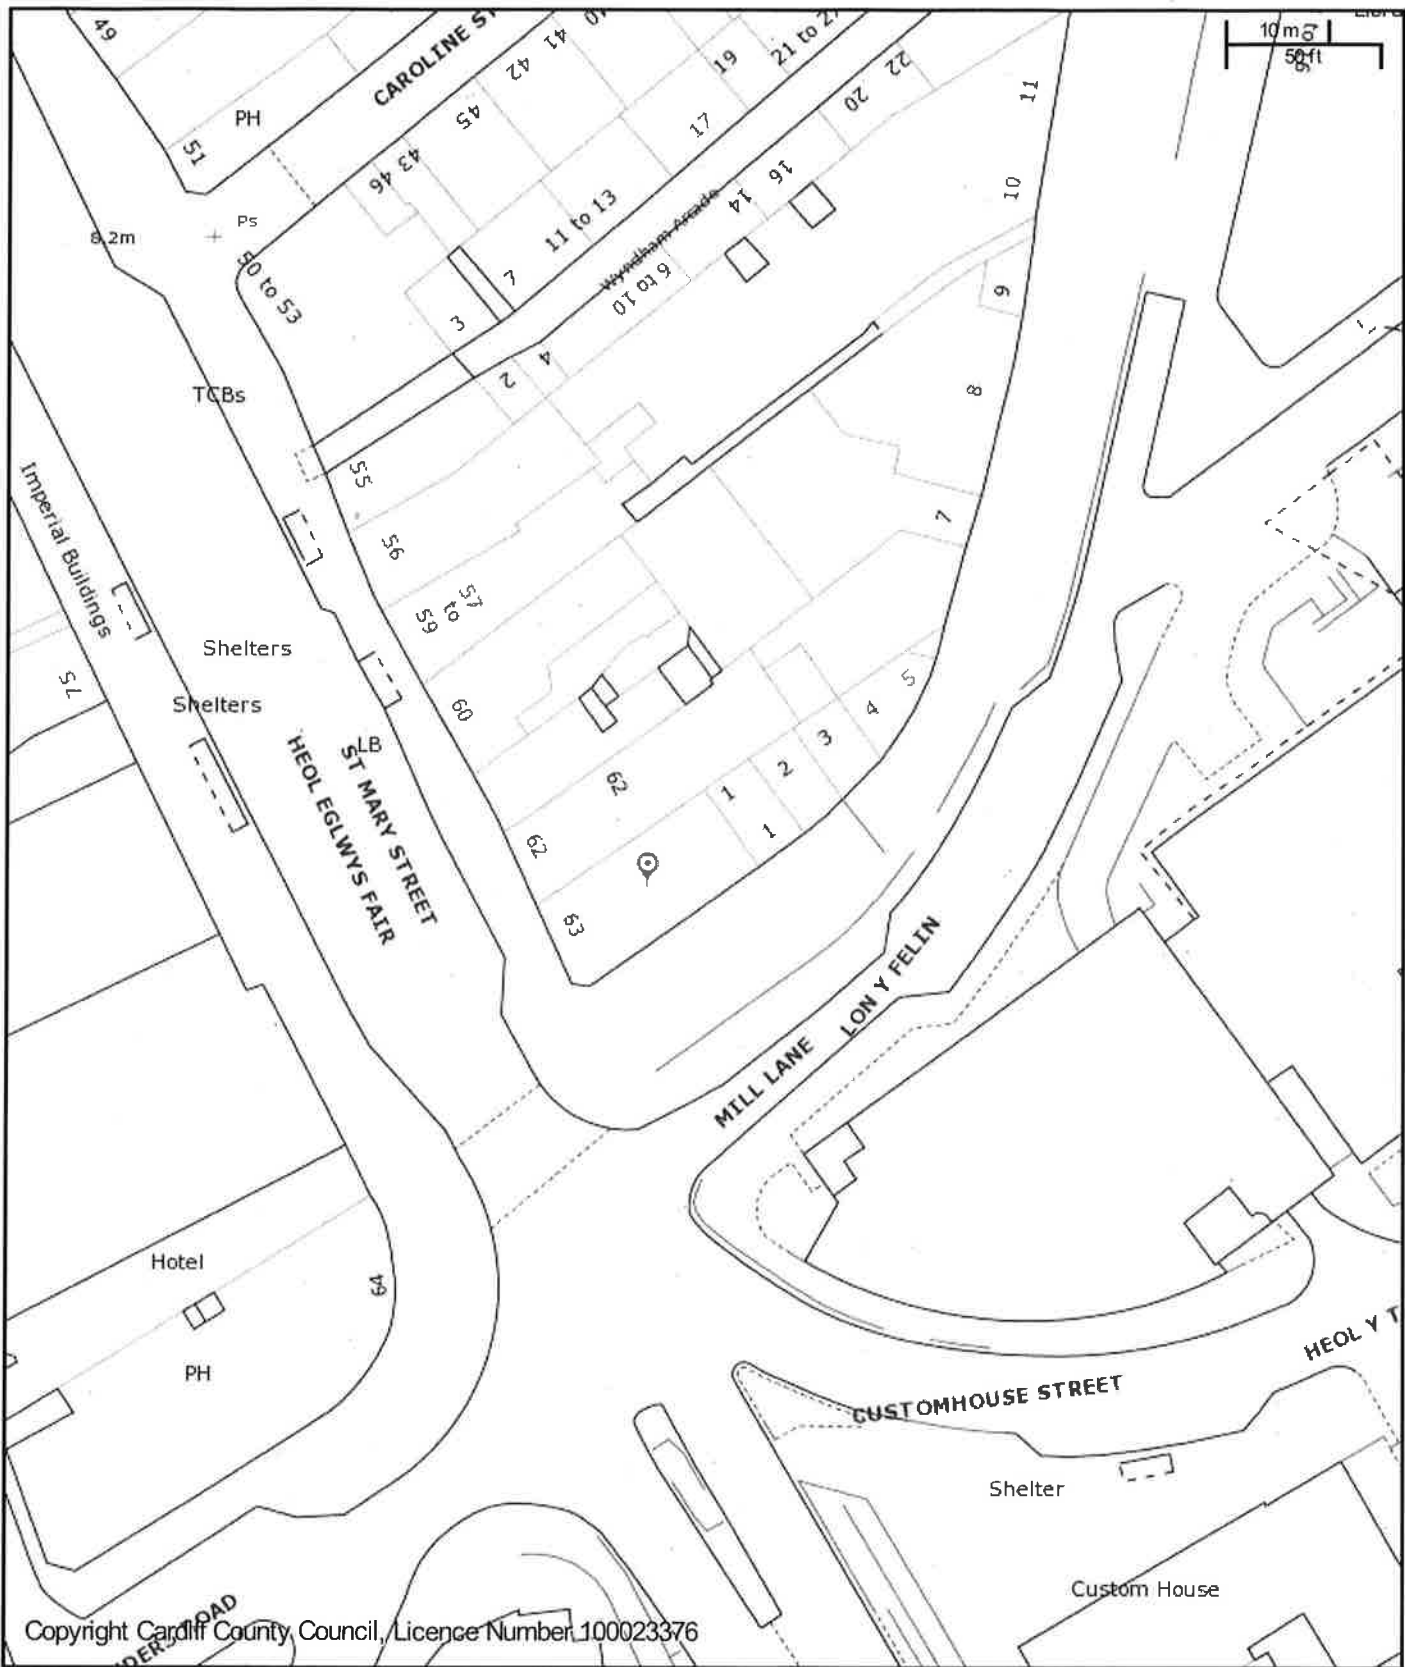 49
CAROLINE ST
41
42
45
43
46
PH
51
19
21 to 2
17
22
20
11
10 m
50 ft
8.2m
Ps
50 to 53
11 to 13
16
14
10
Wyndham Arcade
6 to 10
7
3
4
2
9
8
TCBs
Imperial Buildings
55
56
57
to
59
7
75
Shelters
Shelters
60
LB
ST MARY STREET
HEOL EGLWYS FAIR
62
62
63
1
1
2
3
4
5
MILL LANE
LON Y FELIN
Hotel
64
PH
CUSTOMHOUSE STREET
HEOL Y T
Shelter
Custom House
Copyright Cardiff County Council, Licence Number 100023376